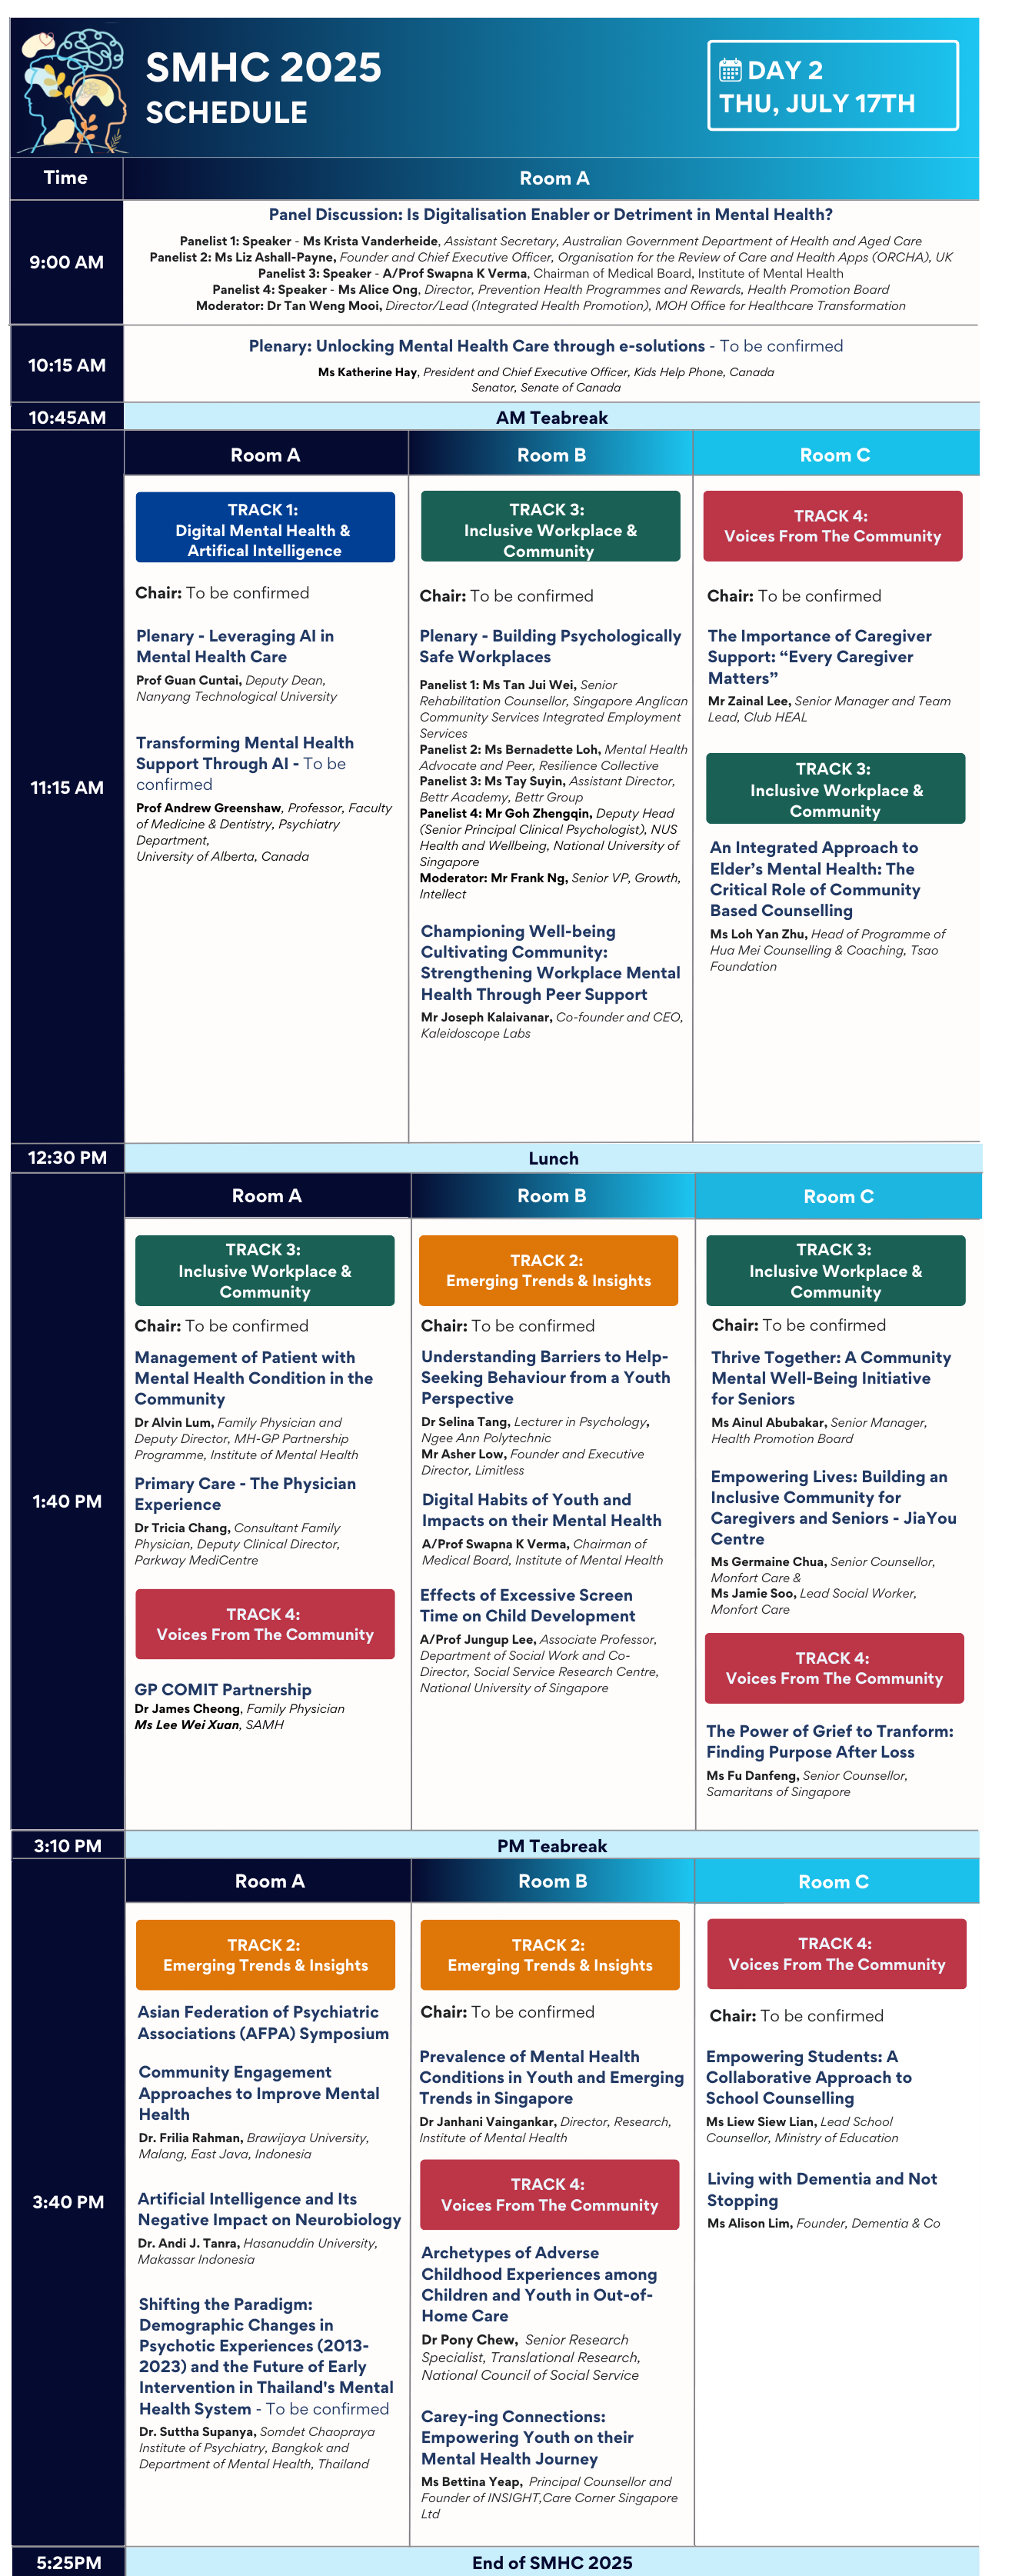 SMHC 2025
SCHEDULE
DAY 2
THU, JULY 17TH
Time
Room A
9:00 AM
Panel Discussion: Is Digitalisation Enabler or Detriment in Mental Health?
Panelist 1: Speaker - Ms Krista Vanderheide, Assistant Secretary, Australian Government Department of Health and Aged Care
Panelist 2: Ms Liz Ashall-Payne, Founder and Chief Executive Officer, Organisation for the Review of Care and Health Apps (ORCHA), UK
Panelist 3: Speaker - A/Prof Swapna K Verma, Chairman of Medical Board, Institute of Mental Health
Panelist 4: Speaker - Ms Alice Ong, Director, Prevention Health Programmes and Rewards, Health Promotion Board
Moderator: Dr Tan Weng Mooi, Director/Lead (Integrated Health Promotion), MOH Office for Healthcare Transformation
10:15 AM
Plenary: Unlocking Mental Health Care through e-solutions - To be confirmed
Ms Katherine Hay, President and Chief Executive Officer, Kids Help Phone, Canada
Senator, Senate of Canada
10:45AM
AM Teabreak
11:15 AM
Room A
TRACK 1:
Digital Mental Health &
Artifical Intelligence
Chair: To be confirmed
Plenary - Leveraging AI in
Mental Health Care
Prof Guan Cuntai, Deputy Dean,
Nanyang Technological University
Transforming Mental Health
Support Through AI - To be
confirmed
Prof Andrew Greenshaw, Professor, Faculty
of Medicine & Dentistry, Psychiatry
Department,
University of Alberta, Canada
Room B
TRACK 3:
Inclusive Workplace &
Community
Chair: To be confirmed
Plenary - Building Psychologically
Safe Workplaces
Panelist 1: Ms Tan Jui Wei, Senior
Rehabilitation Counsellor, Singapore Anglican
Community Services Integrated Employment
Services
Panelist 2: Ms Bernadette Loh, Mental Health
Advocate and Peer, Resilience Collective
Panelist 3: Ms Tay Suyin, Assistant Director,
Bettr Academy, Bettr Group
Panelist 4: Mr Goh Zhengqin, Deputy Head
(Senior Principal Clinical Psychologist), NUS
Health and Wellbeing, National University of
Singapore
Moderator: Mr Frank Ng, Senior VP, Growth,
Intellect
Championing Well-being
Cultivating Community:
Strengthening Workplace Mental
Health Through Peer Support
Mr Joseph Kalaivanar, Co-founder and CEO,
Kaleidoscope Labs
Room C
TRACK 4:
Voices From The Community
Chair: To be confirmed
The Importance of Caregiver
Support: “Every Caregiver
Matters”
Mr Zainal Lee, Senior Manager and Team
Lead, Club HEAL
TRACK 3:
Inclusive Workplace &
Community
An Integrated Approach to
Elder’s Mental Health: The
Critical Role of Community
Based Counselling
Ms Loh Yan Zhu, Head of Programme of
Hua Mei Counselling & Coaching, Tsao
Foundation
12:30 PM
Lunch
1:40 PM
Room A
TRACK 3:
Inclusive Workplace &
Community
Chair: To be confirmed
Management of Patient with
Mental Health Condition in the
Community
Dr Alvin Lum, Family Physician and
Deputy Director, MH-GP Partnership
Programme, Institute of Mental Health
Primary Care - The Physician
Experience
Dr Tricia Chang, Consultant Family
Physician, Deputy Clinical Director,
Parkway MediCentre
TRACK 4:
Voices From The Community
GP COMIT Partnership
Dr James Cheong, Family Physician
Ms Lee Wei Xuan, SAMH
Room B
TRACK 2:
Emerging Trends & Insights
Chair: To be confirmed
Understanding Barriers to Help-
Seeking Behaviour from a Youth
Perspective
Dr Selina Tang, Lecturer in Psychology,
Ngee Ann Polytechnic
Mr Asher Low, Founder and Executive
Director, Limitless
Digital Habits of Youth and
Impacts on their Mental Health
A/Prof Swapna K Verma, Chairman of
Medical Board, Institute of Mental Health
Effects of Excessive Screen
Time on Child Development
A/Prof Jungup Lee, Associate Professor,
Department of Social Work and Co-
Director, Social Service Research Centre,
National University of Singapore
Room C
TRACK 3:
Inclusive Workplace &
Community
Chair: To be confirmed
Thrive Together: A Community
Mental Well-Being Initiative
for Seniors
Ms Ainul Abubakar, Senior Manager,
Health Promotion Board
Empowering Lives: Building an
Inclusive Community for
Caregivers and Seniors - JiaYou
Centre
Ms Germaine Chua, Senior Counsellor,
Monfort Care &
Ms Jamie Soo, Lead Social Worker,
Monfort Care
TRACK 4:
Voices From The Community
The Power of Grief to Tranform:
Finding Purpose After Loss
Ms Fu Danfeng, Senior Counsellor,
Samaritans of Singapore
3:10 PM
PM Teabreak
3:40 PM
Room A
TRACK 2:
Emerging Trends & Insights
Asian Federation of Psychiatric
Associations (AFPA) Symposium
Community Engagement
Approaches to Improve Mental
Health
Dr. Frilia Rahman, Brawijaya University,
Malang, East Java, Indonesia
Artificial Intelligence and Its
Negative Impact on Neurobiology
Dr. Andi J. Tanra, Hasanuddin University,
Makassar Indonesia
Shifting the Paradigm:
Demographic Changes in
Psychotic Experiences (2013-
2023) and the Future of Early
Intervention in Thailand's Mental
Health System - To be confirmed
Dr. Suttha Supanya, Somdet Chaopraya
Institute of Psychiatry, Bangkok and
Department of Mental Health, Thailand
Room B
TRACK 2:
Emerging Trends & Insights
Chair: To be confirmed
Prevalence of Mental Health
Conditions in Youth and Emerging
Trends in Singapore
Dr Janhani Vaingankar, Director, Research,
Institute of Mental Health
TRACK 4:
Voices From The Community
Archetypes of Adverse
Childhood Experiences among
Children and Youth in Out-of-
Home Care
Dr Pony Chew, Senior Research
Specialist, Translational Research,
National Council of Social Service
Carey-ing Connections:
Empowering Youth on their
Mental Health Journey
Ms Bettina Yeap, Principal Counsellor and
Founder of INSIGHT,Care Corner Singapore
Ltd
Room C
TRACK 4:
Voices From The Community
Chair: To be confirmed
Empowering Students: A
Collaborative Approach to
School Counselling
Ms Liew Siew Lian, Lead School
Counsellor, Ministry of Education
Living with Dementia and Not
Stopping
Ms Alison Lim, Founder, Dementia & Co
5:25PM
End of SMHC 2025